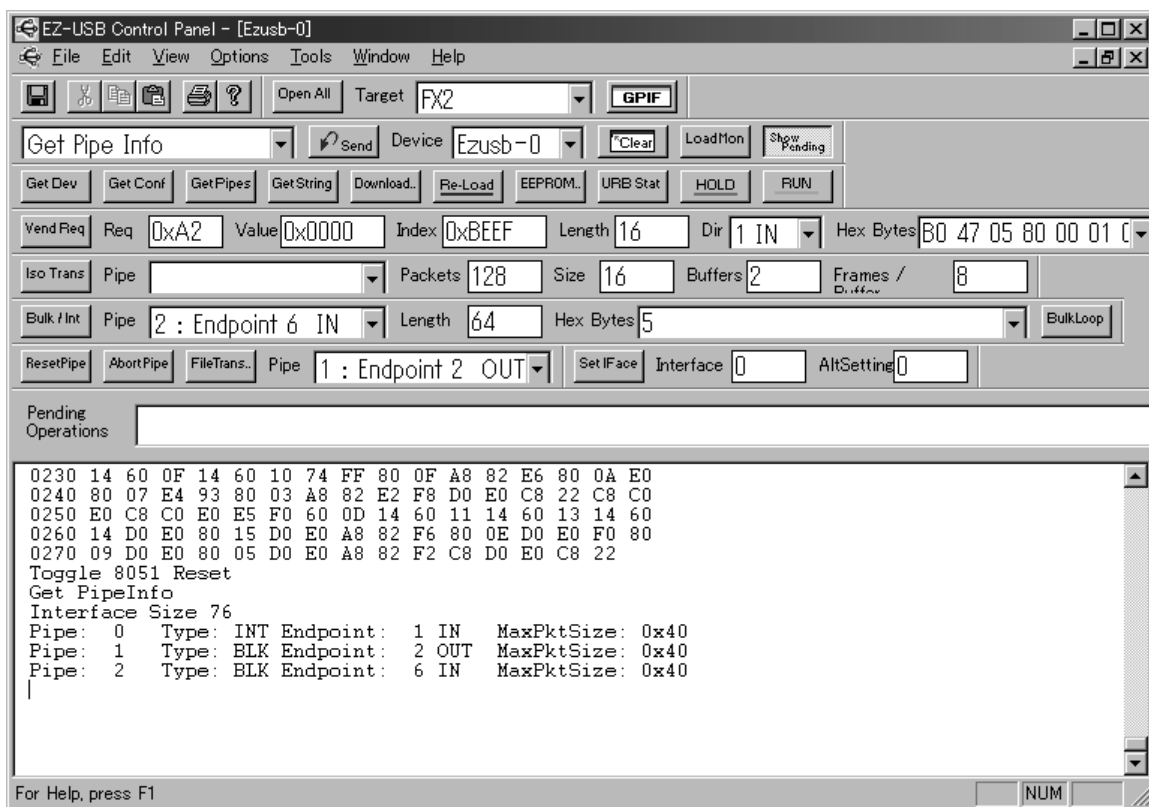 EZ-USB Control Panel - [Ezusb-0]
File Edit View Options Tools Window Help
Open All Target FX2 GPIF
Get Pipe Info Send Device Ezusb-0 Clear LoadMon Show Pending
Get Dev Get Conf GetPipes GetString Download.. Re-Load EEPROM.. URB Stat HOLD RUN
Vend Req Req 0xA2 Value 0x0000 Index 0xBEEF Length 16 Dir 1 IN Hex Bytes B0 47 05 80 00 01
Iso Trans Pipe Packets 128 Size 16 Buffers 2 Frames / Buffer 8
Bulk / Int Pipe 2 : Endpoint 6 IN Length 64 Hex Bytes 5 BulkLoop
ResetPipe AbortPipe FileTrans.. Pipe 1 : Endpoint 2 OUT Set IFace Interface 0 AltSetting 0
Pending
Operations
0230 14 60 0F 14 60 10 74 FF 80 0F A8 82 E6 80 0A E0
0240 80 07 E4 93 80 03 A8 82 E2 F8 D0 E0 C8 22 C8 C0
0250 E0 C8 C0 E0 E5 F0 60 0D 14 60 11 14 60 13 14 60
0260 14 D0 E0 80 15 D0 E0 A8 82 F6 80 0E D0 E0 F0 80
0270 09 D0 E0 80 05 D0 E0 A8 82 F2 C8 D0 E0 C8 22
Toggle 8051 Reset
Get PipeInfo
Interface Size 76
Pipe: 0 Type: INT Endpoint: 1 IN MaxPktSize: 0x40
Pipe: 1 Type: BLK Endpoint: 2 OUT MaxPktSize: 0x40
Pipe: 2 Type: BLK Endpoint: 6 IN MaxPktSize: 0x40
For Help, press F1 NUM